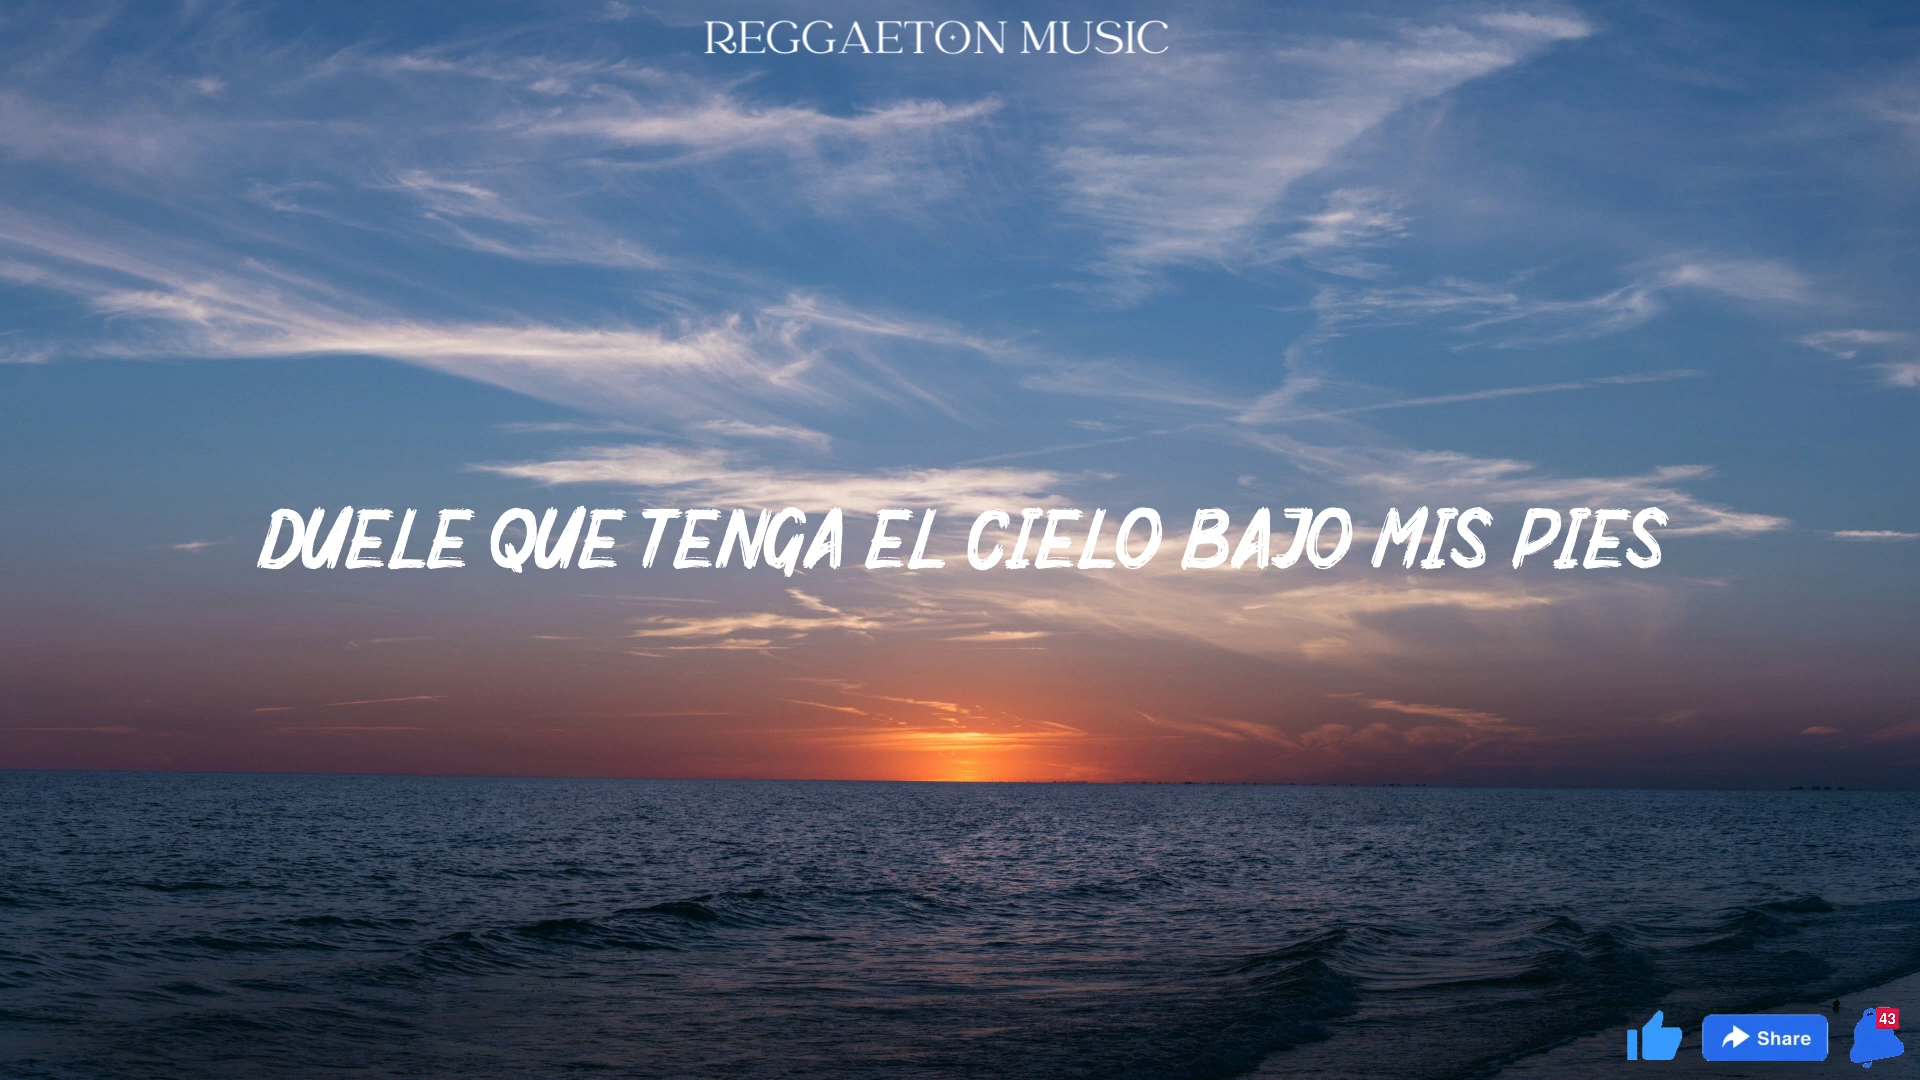 REGGAETON MUSIC
DUELE QUE TENGA EL CIELO BAJO MIS PIES
43
Share